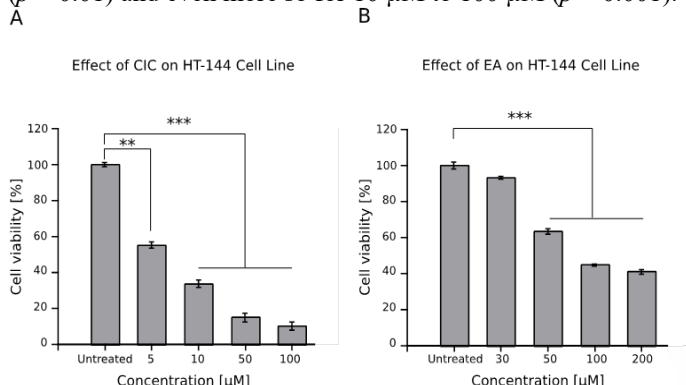 A
B
Effect of CIC on HT-144 Cell Line
Effect of EA on HT-144 Cell Line
Cell viability [%]
120
100
80
60
40
20
0
***
**
Untreated 5 10 50 100
Concentration [µM]
Cell viability [%]
120
100
80
60
40
20
0
***
Untreated 30 50 100 200
Concentration [µM]